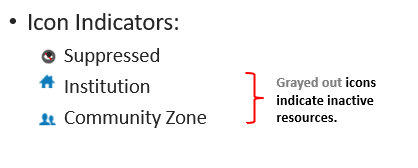 • Icon Indicators:
Suppressed
Institution
Community Zone
Grayed out icons
indicate inactive
resources.